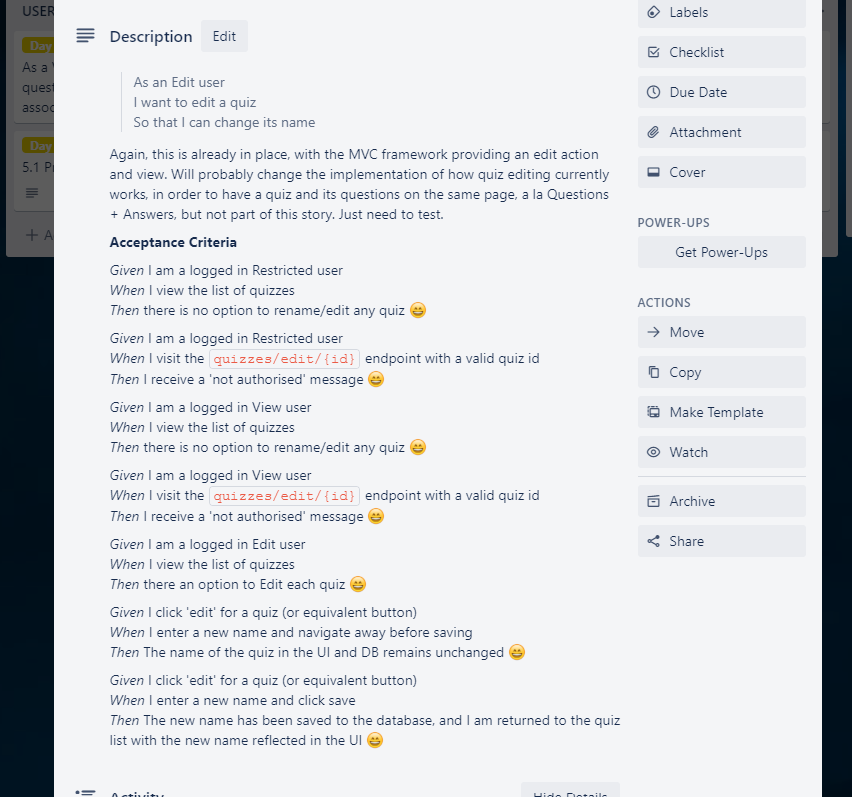 USER
Day
As a
quest
assoc
Day
5.1 P
A
Description
Edit
As an Edit user
I want to edit a quiz
So that I can change its name
Again, this is already in place, with the MVC framework providing an edit action
and view. Will probably change the implementation of how quiz editing currently
works, in order to have a quiz and its questions on the same page, a la Questions
+ Answers, but not part of this story. Just need to test.
Acceptance Criteria
Given I am a logged in Restricted user
When I view the list of quizzes
Then there is no option to rename/edit any quiz 😄
Given I am a logged in Restricted user
When I visit the quizzes/edit/{id} endpoint with a valid quiz id
Then I receive a 'not authorised' message 😄
Given I am a logged in View user
When I view the list of quizzes
Then there is no option to rename/edit any quiz 😄
Given I am a logged in View user
When I visit the quizzes/edit/{id} endpoint with a valid quiz id
Then I receive a 'not authorised' message 😄
Given I am a logged in Edit user
When I view the list of quizzes
Then there an option to Edit each quiz 😄
Given I click 'edit' for a quiz (or equivalent button)
When I enter a new name and navigate away before saving
Then The name of the quiz in the UI and DB remains unchanged 😄
Given I click 'edit' for a quiz (or equivalent button)
When I enter a new name and click save
Then The new name has been saved to the database, and I am returned to the quiz
list with the new name reflected in the UI 😄
Activity
Hide Details
Labels
Checklist
Due Date
Attachment
Cover
POWER-UPS
Get Power-Ups
ACTIONS
Move
Copy
Make Template
Watch
Archive
Share